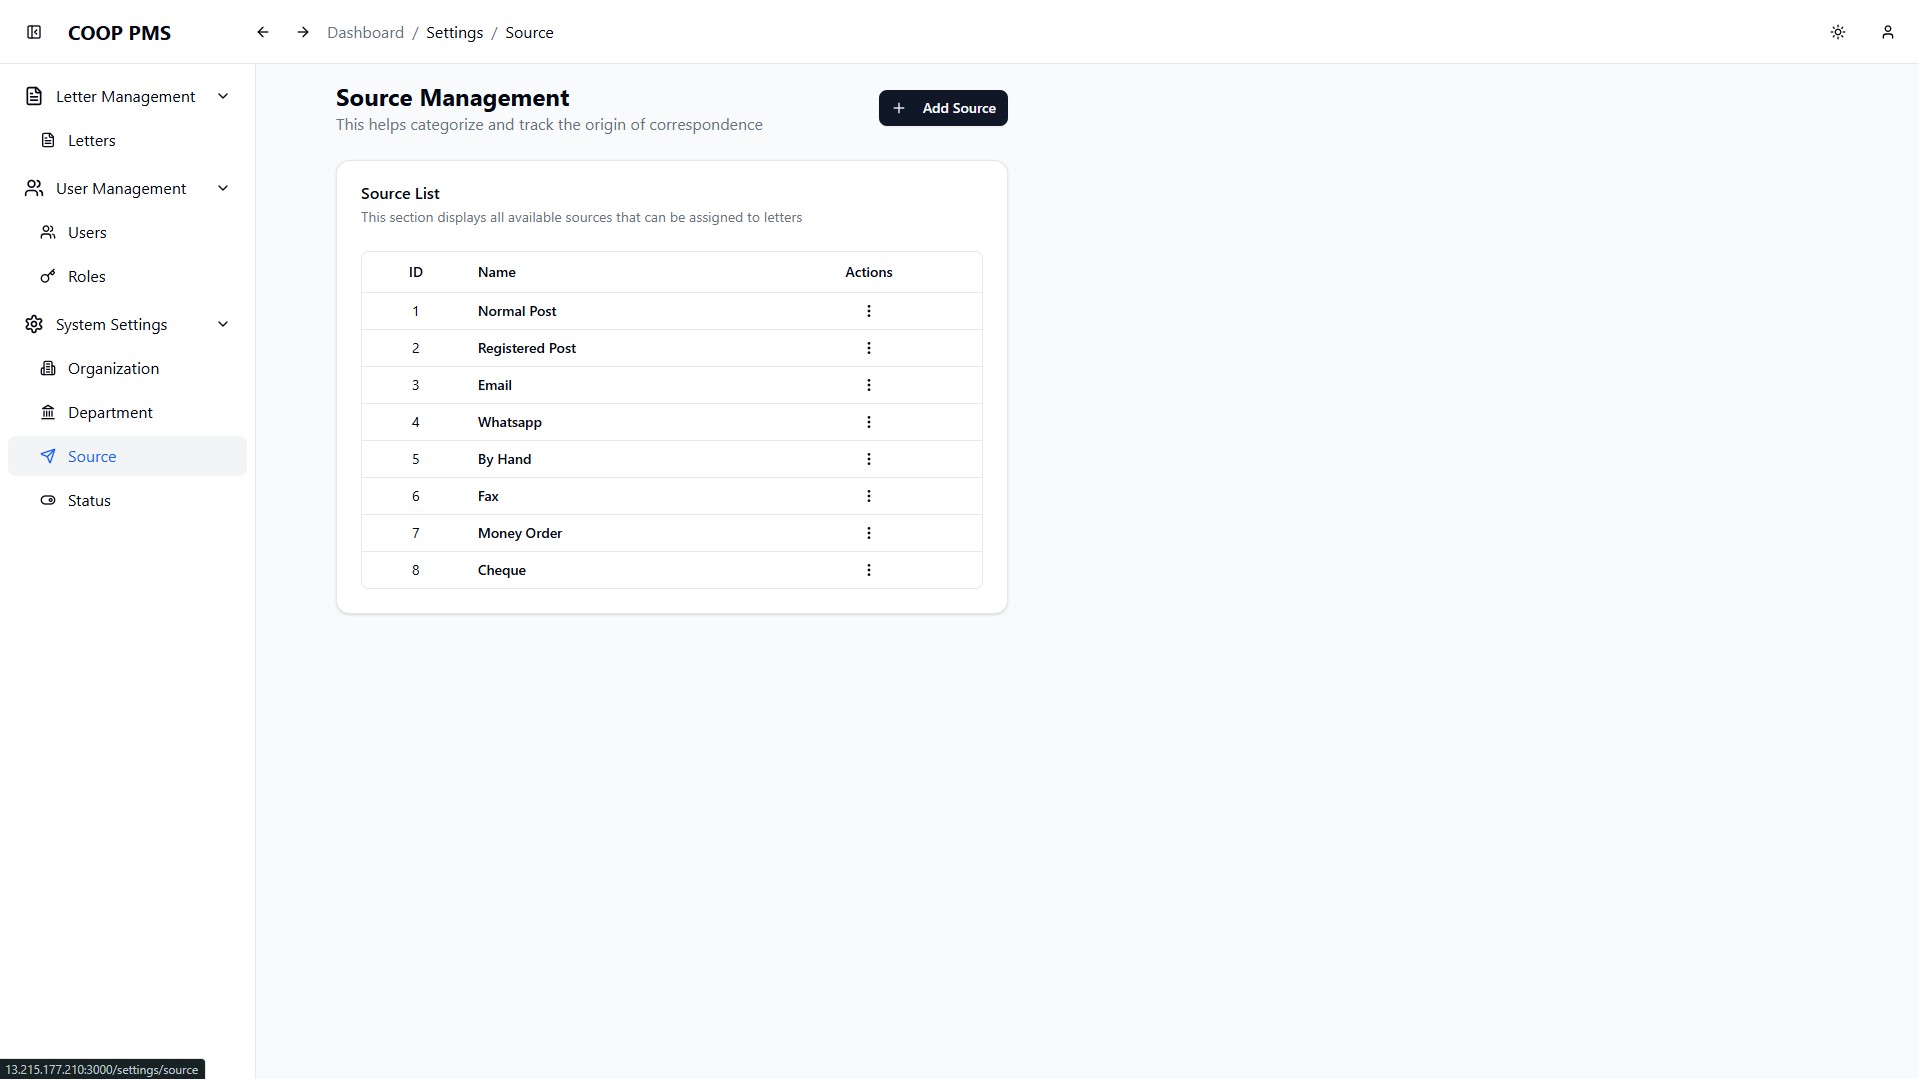 COOP PMS
Dashboard / Settings / Source
Letter Management
Letters
User Management
Users
Roles
System Settings
Organization
Department
Source
Status
Source Management
This helps categorize and track the origin of correspondence
+ Add Source
Source List
This section displays all available sources that can be assigned to letters
ID Name Actions
1 Normal Post
2 Registered Post
3 Email
4 Whatsapp
5 By Hand
6 Fax
7 Money Order
8 Cheque
13.215.177.210:3000/settings/source